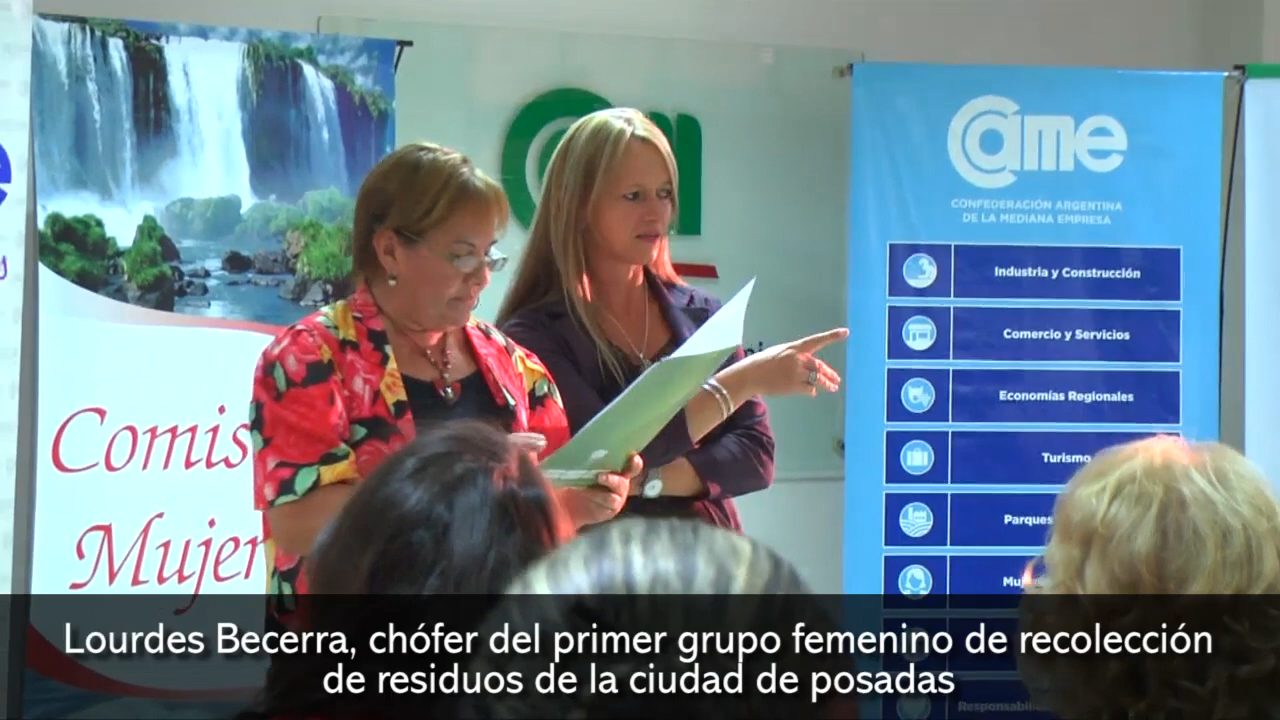 Comis
Mujer
came
CONFEDERACIÓN ARGENTINA
DE LA MEDIANA EMPRESA
Industria y Construcción
Comercio y Servicios
Economías Regionales
Turismo
Parques
Responsabili
Lourdes Becerra, chófer del primer grupo femenino de recolección
de residuos de la ciudad de posadas